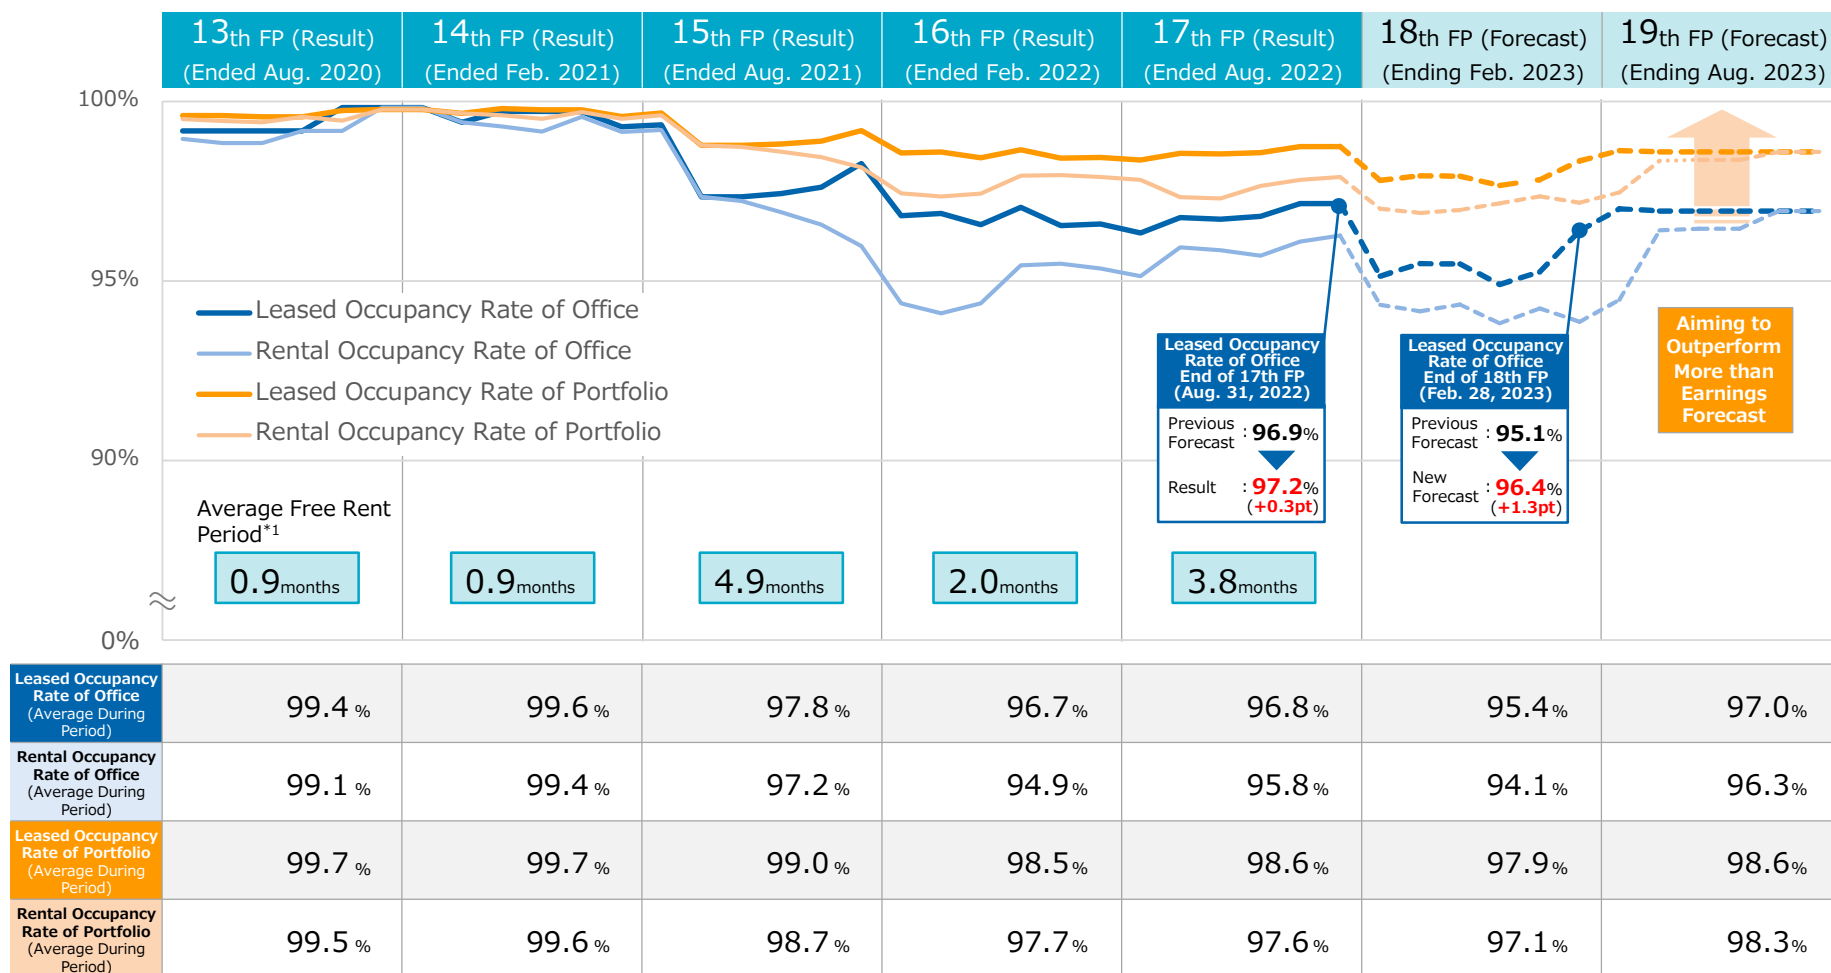 13th FP (Result)
(Ended Aug. 2020)
14th FP (Result)
(Ended Feb. 2021)
15th FP (Result)
(Ended Aug. 2021)
16th FP (Result)
(Ended Feb. 2022)
17th FP (Result)
(Ended Aug. 2022)
18th FP (Forecast)
(Ending Feb. 2023)
19th FP (Forecast)
(Ending Aug. 2023)
100%
95%
90%
0%
Leased Occupancy Rate of Office
Rental Occupancy Rate of Office
Leased Occupancy Rate of Portfolio
Rental Occupancy Rate of Portfolio
Leased Occupancy
Rate of Office
End of 17th FP
(Aug. 31, 2022)
Previous
Forecast : 96.9%
Result : 97.2%
(+0.3pt)
Leased Occupancy
Rate of Office
End of 18th FP
(Feb. 28, 2023)
Previous
Forecast : 95.1%
New
Forecast : 96.4%
(+1.3pt)
Aiming to
Outperform
More than
Earnings
Forecast
Average Free Rent
Period*1
0.9months
0.9months
4.9months
2.0months
3.8months
Leased Occupancy
Rate of Office
(Average During
Period)
99.4 % 99.6 % 97.8 % 96.7% 96.8% 95.4% 97.0%
Rental Occupancy
Rate of Office
(Average During
Period)
99.1 % 99.4 % 97.2 % 94.9% 95.8% 94.1% 96.3%
Leased Occupancy
Rate of Portfolio
(Average During
Period)
99.7 % 99.7 % 99.0 % 98.5% 98.6% 97.9% 98.6%
Rental Occupancy
Rate of Portfolio
(Average During
Period)
99.5 % 99.6 % 98.7 % 97.7% 97.6% 97.1% 98.3%